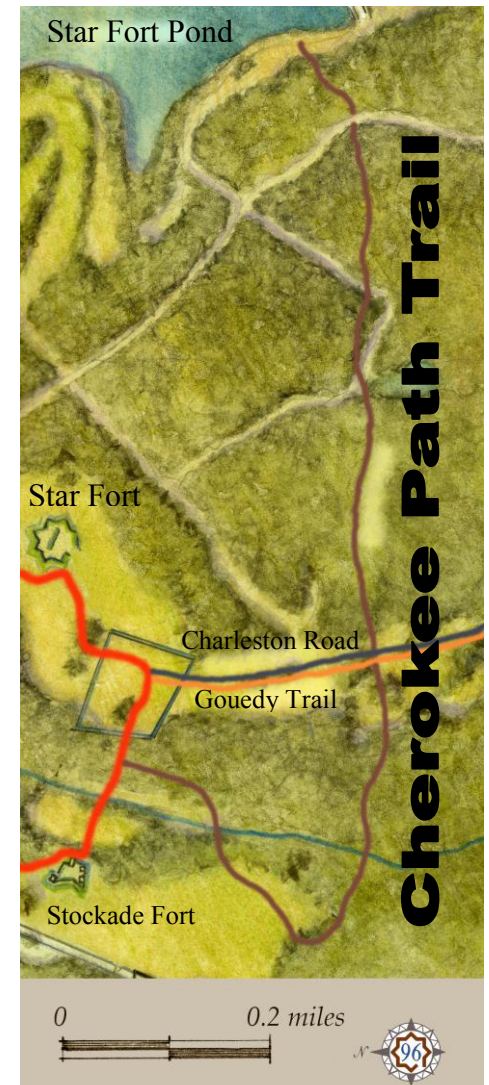 Star Fort Pond
Cherokee Path Trail
Star Fort
Charleston Road
Gouedy Trail
Stockade Fort
0 0.2 miles
N 96